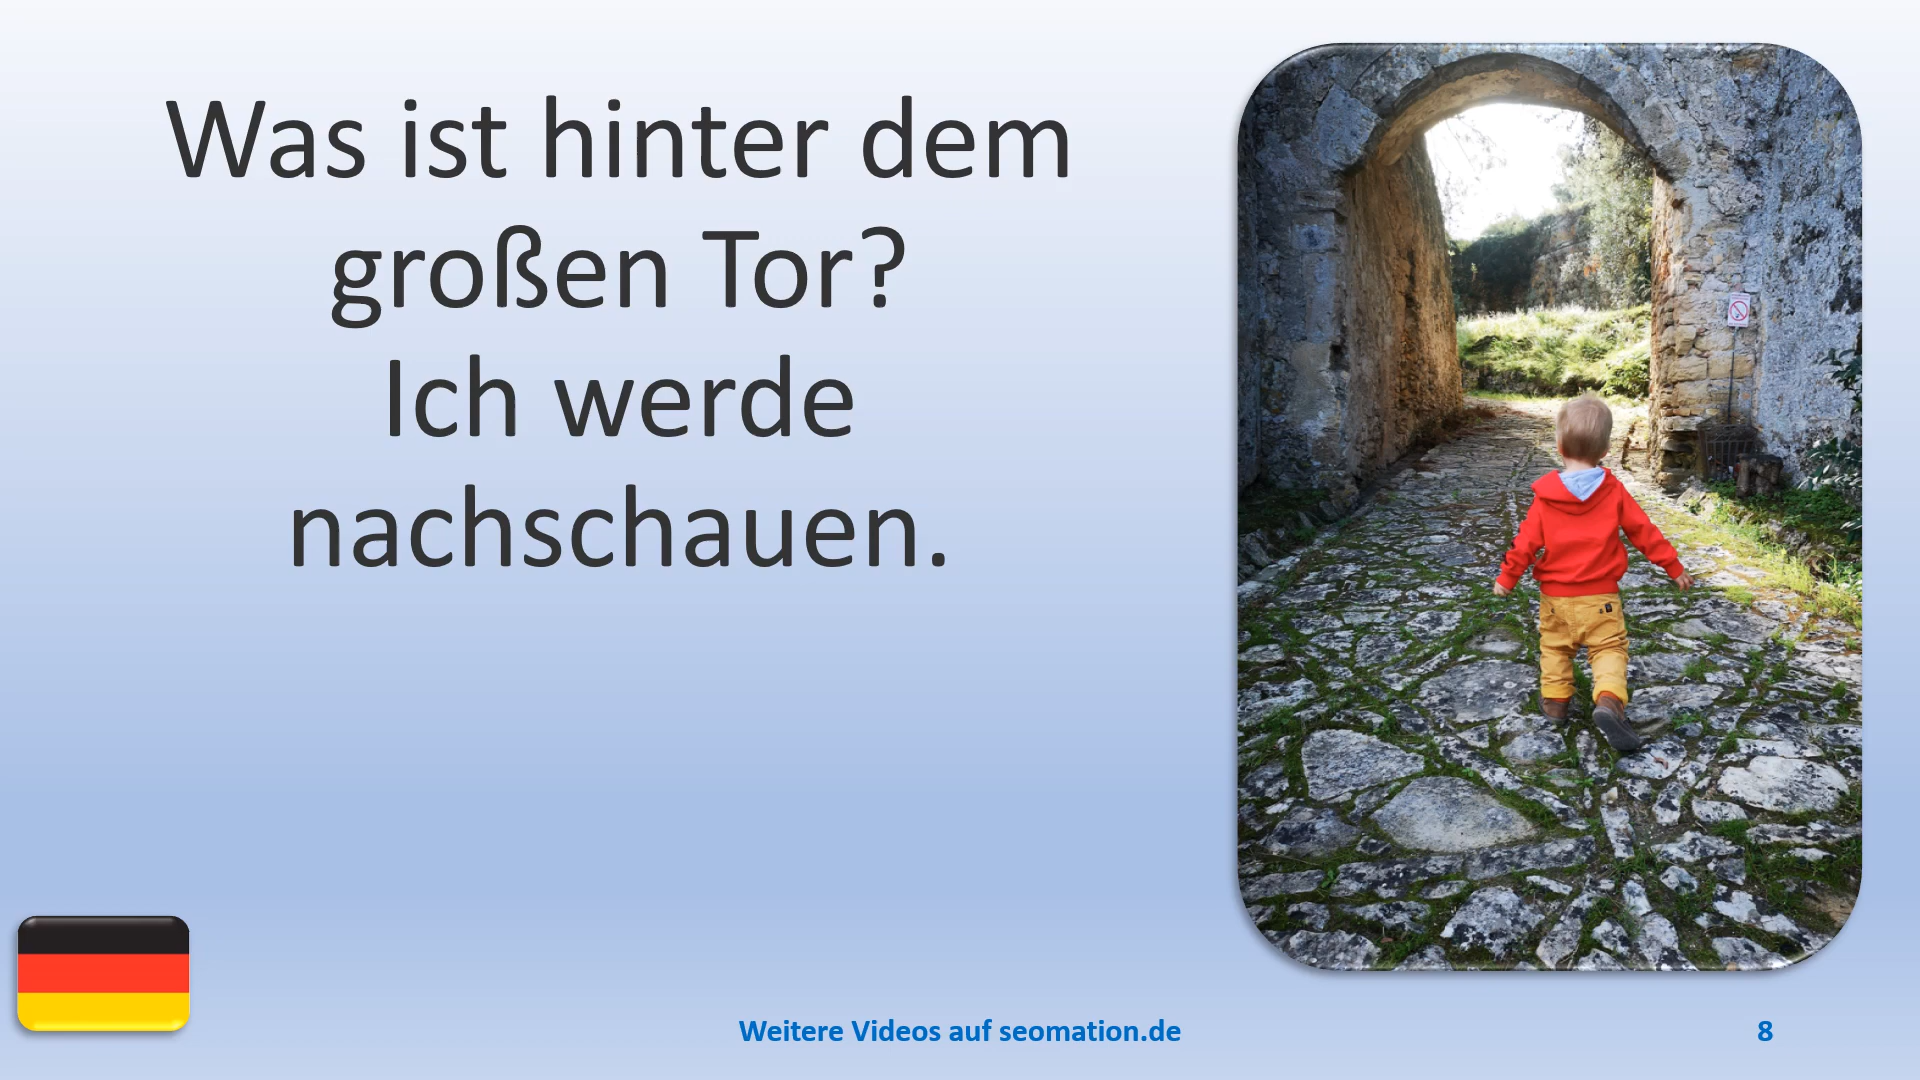 Was ist hinter dem
großen Tor?
Ich werde
nachschauen.
Weitere Videos auf seomation.de
8